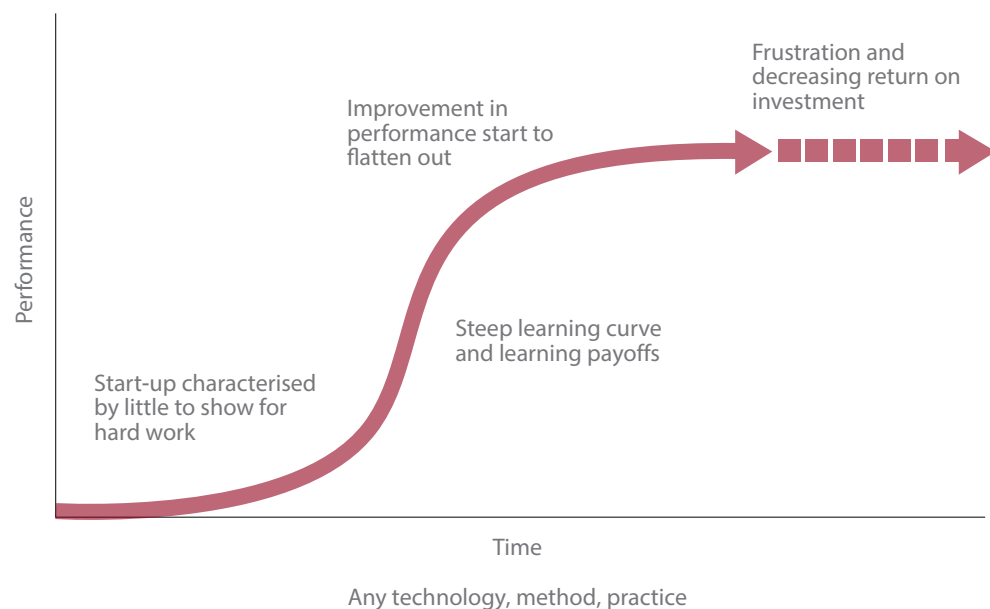 Frustration and
decreasing return on
investment
Improvement in
performance start to
flatten out
Performance
Steep learning curve
and learning payoffs
Start-up characterised
by little to show for
hard work
Time
Any technology, method, practice